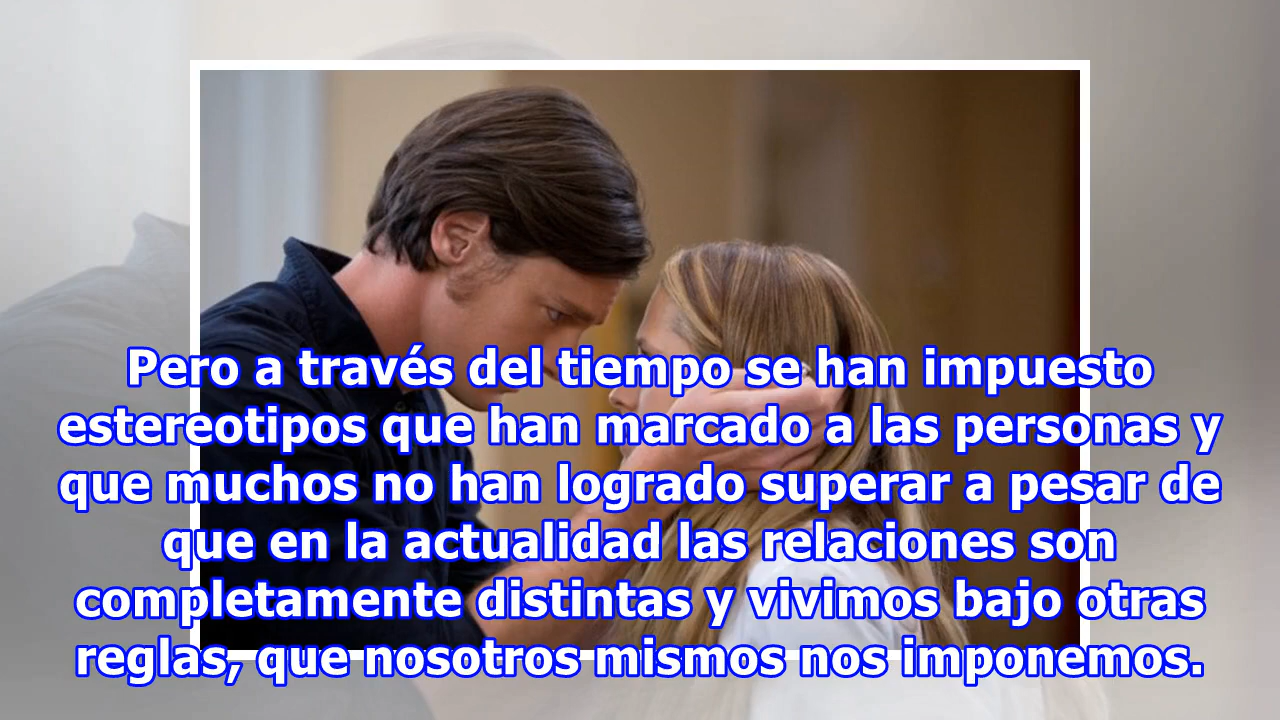 Pero a través del tiempo se han impuesto
estereotipos que han marcado a las personas y
que muchos no han logrado superar a pesar de
que en la actualidad las relaciones son
completamente distintas y vivimos bajo otras
reglas, que nosotros mismos nos imponemos.